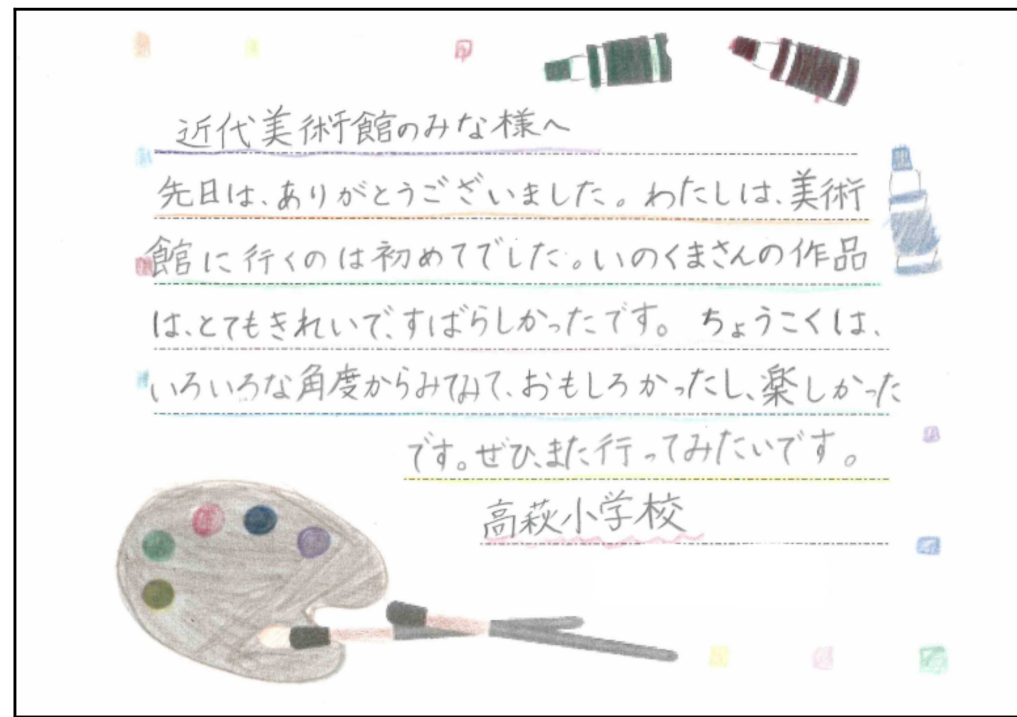 近代美術館のみな様へ
先日は、ありがとうございました。わたしは、美術
館に行くのは初めてでした。いのくまさんの作品
は、とてもきれいで、すばらしかったです。 ちょうこくは、
いろいろな角度からみてみて、おもしろかったし、楽しかった
です。ぜひ、また行ってみたいです。
高萩小学校